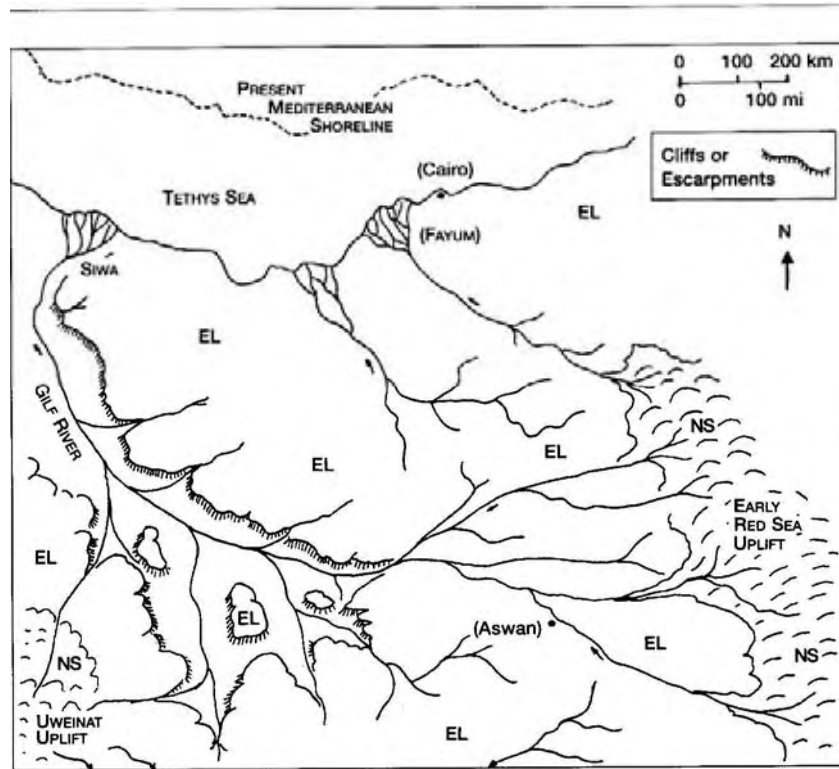 PRESENT
MEDITERRANEAN
SHORELINE
0 100 200 km
0 100 mi
Cliffs or
Escarpments
(Cairo)
TETHYS SEA
EL
(FAYUM)
N
SIWA
EL
GILF RIVER
NS
EL
EL
EARLY
RED SEA
UPLIFT
EL
EL
(Aswan)
EL
NS
NS
UWEINAT
UPLIFT
EL